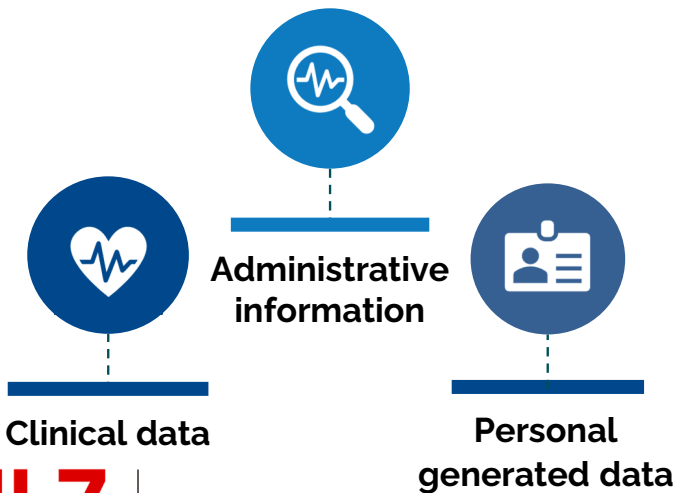 Administrative
information
Clinical data
Personal
generated data